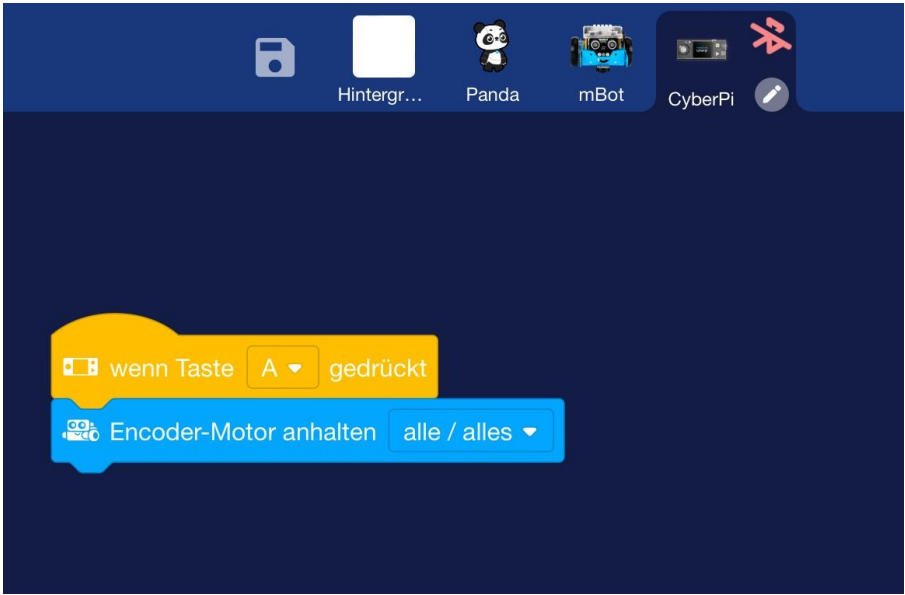 Hintergr...
Panda
mBot
CyberPi
wenn Taste A gedrückt
Encoder-Motor anhalten alle / alles